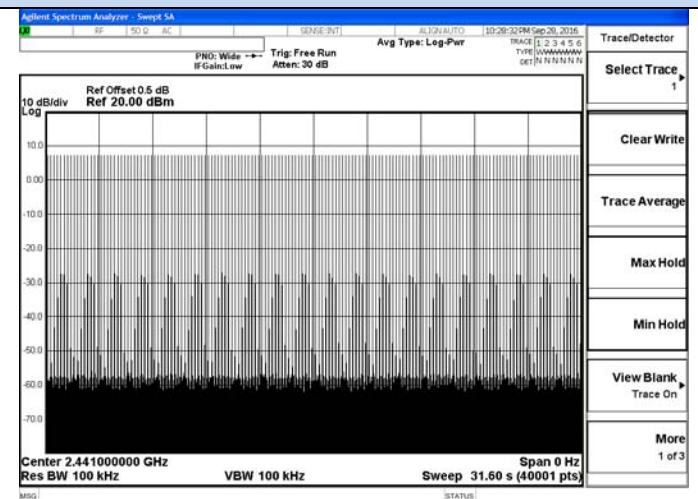 Agilent Spectrum Analyzer - Swept SA
RF 50 Ω AC SENSE:INT ALIGN AUTO 10:28:32 PM Sep 28, 2016
Avg Type: Log-Pwr TRACE 1 2 3 4 5 6
PNO: Wide Trig: Free Run TYPE WWWWWW
IFGain:Low Atten: 30 dB DET N N N N N N
Trace/Detector
Select Trace
1
Clear Write
Trace Average
Max Hold
Min Hold
View Blank
Trace On
More
1 of 3
Ref Offset 0.5 dB
10 dB/div Ref 20.00 dBm
Log
10.0
0.00
-10.0
-20.0
-30.0
-40.0
-50.0
-60.0
-70.0
Center 2.441000000 GHz Span 0 Hz
Res BW 100 kHz VBW 100 kHz Sweep 31.60 s (40001 pts)
MSG STATUS